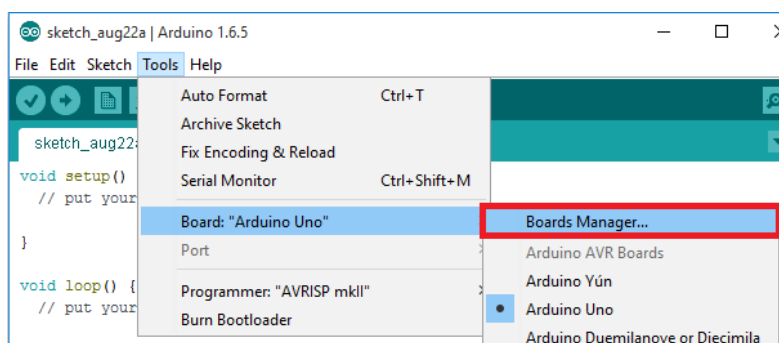 sketch_aug22a | Arduino 1.6.5
File Edit Sketch Tools Help
Auto Format Ctrl+T
Archive Sketch
sketch_aug22a
Fix Encoding & Reload
void setup()
Serial Monitor Ctrl+Shift+M
// put your
Board: "Arduino Uno"
Boards Manager...
}
Port
Arduino AVR Boards
void loop() {
Programmer: "AVRISP mkII"
Arduino Yún
// put your
Burn Bootloader
Arduino Uno
Arduino Duemilanove or Diecimila